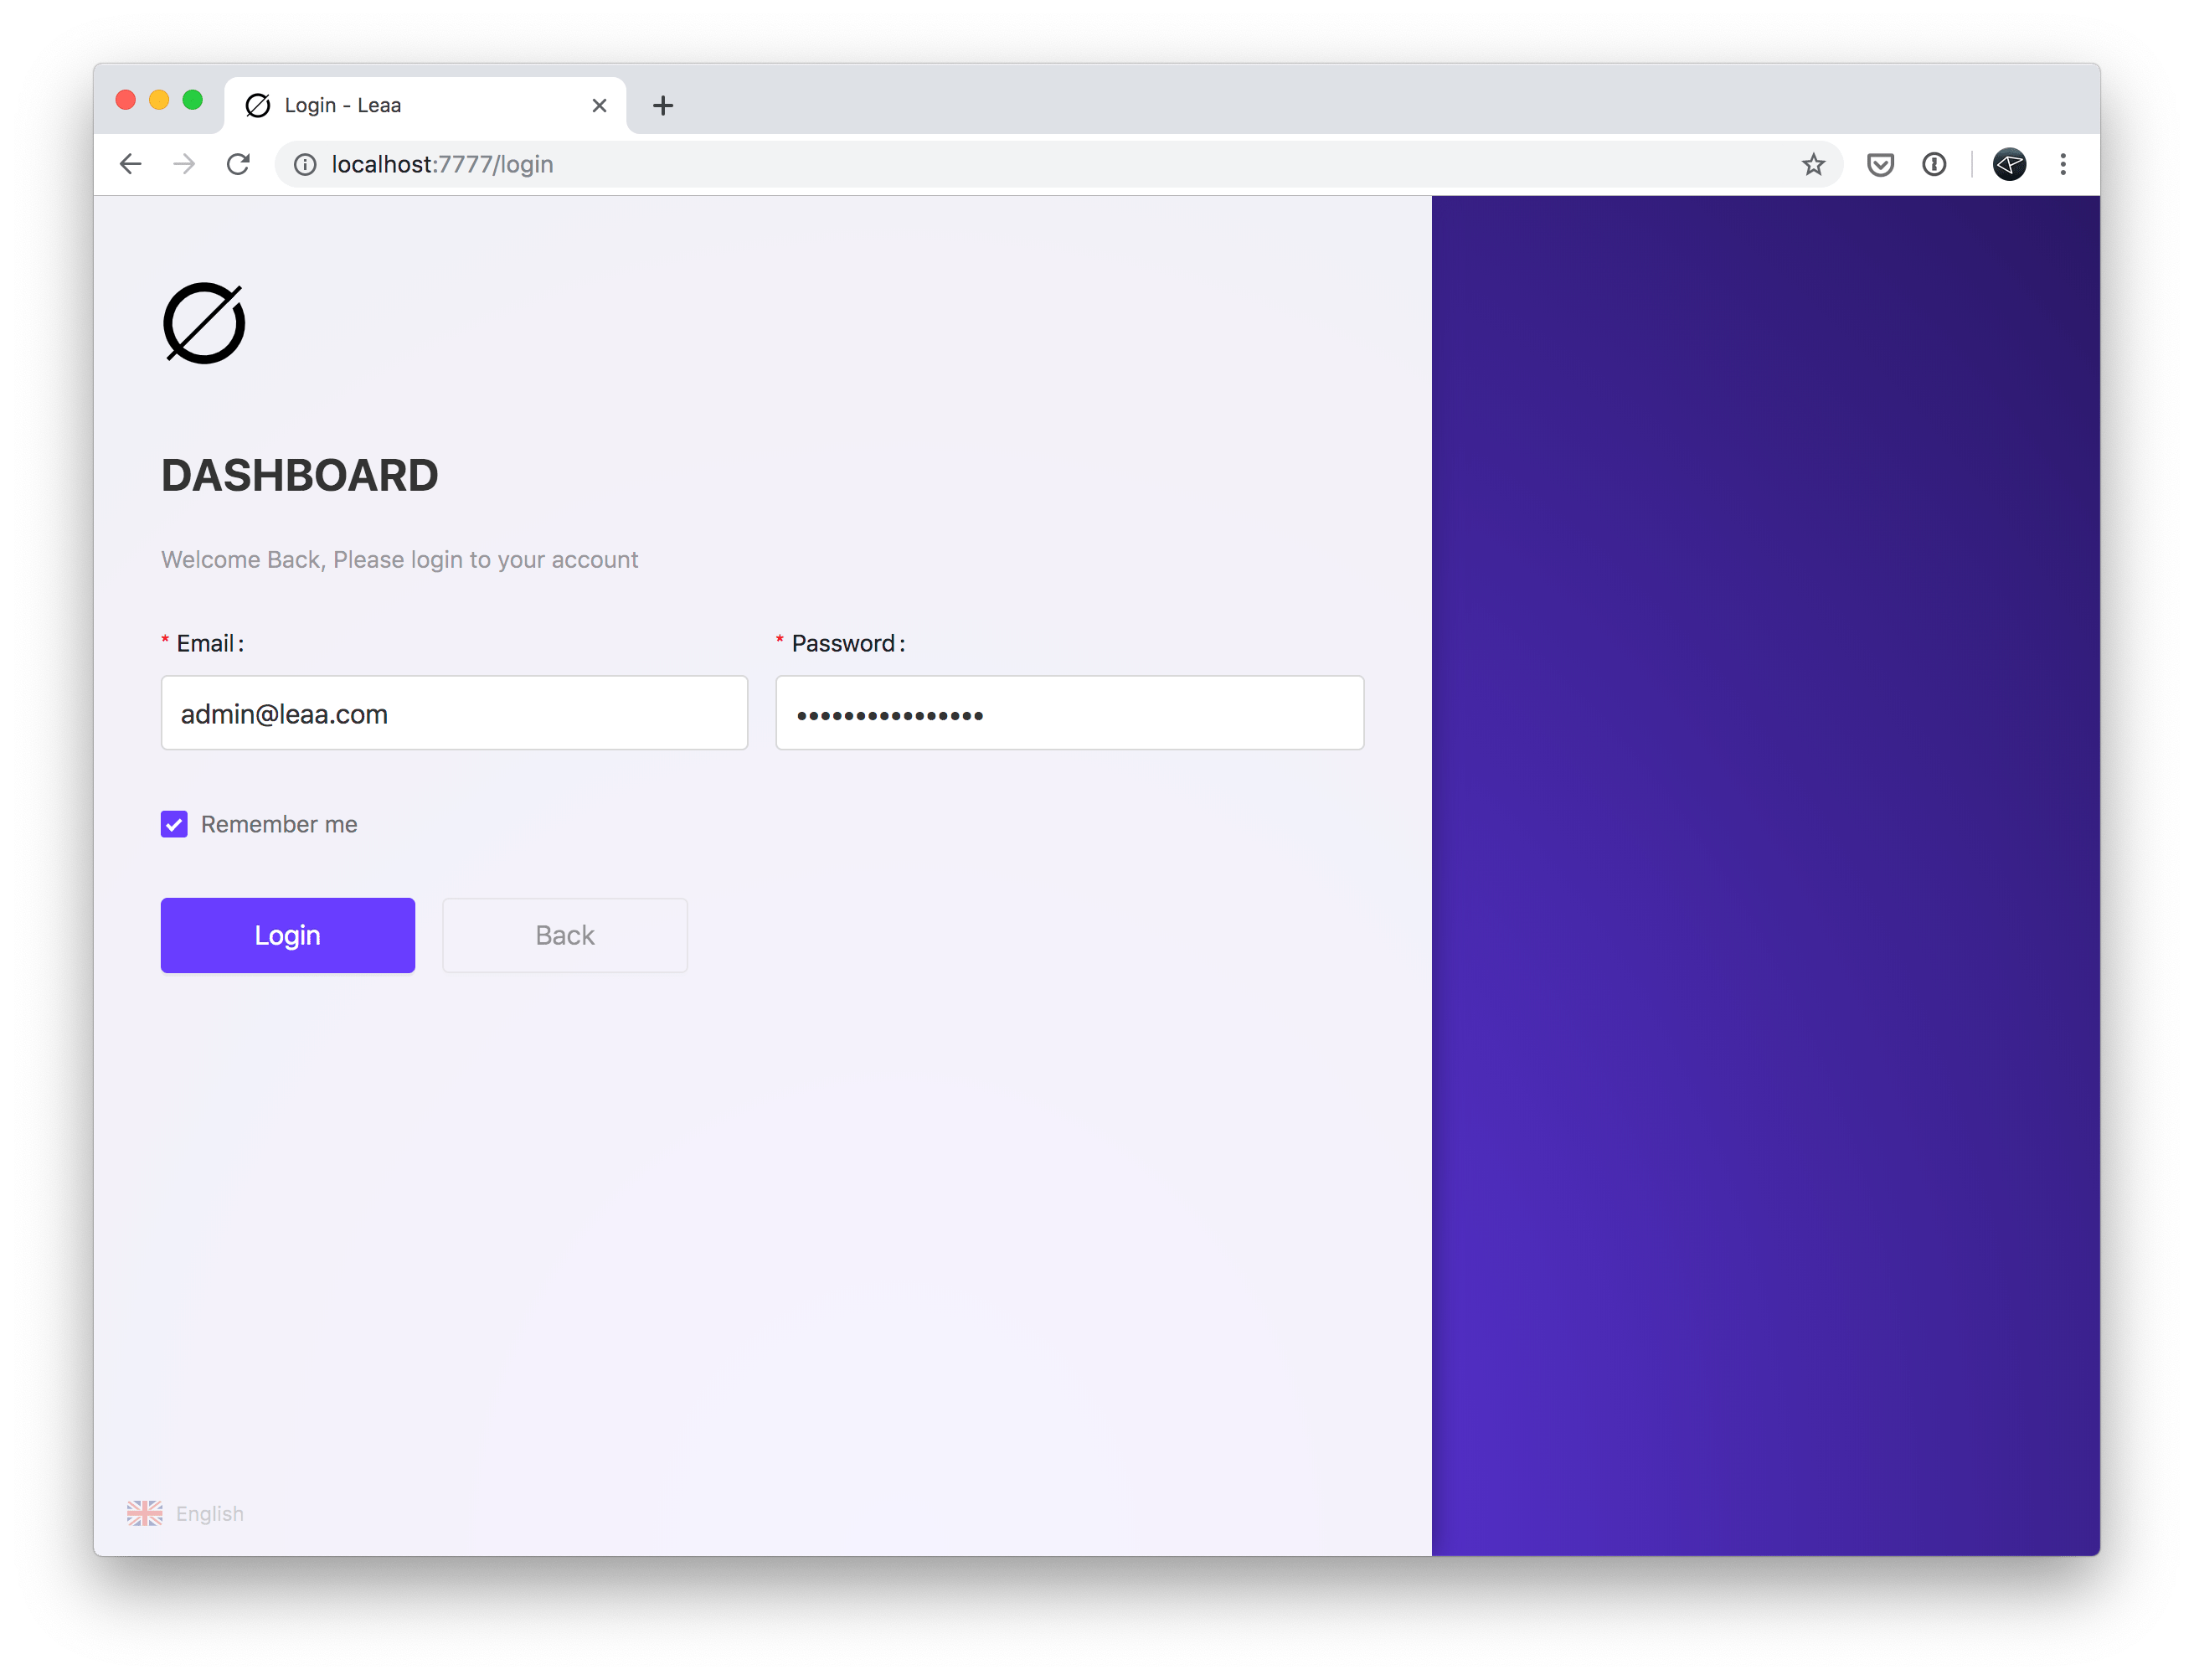 Login - Leaa
localhost:7777/login
DASHBOARD
Welcome Back, Please login to your account
* Email:
* Password:
admin@leaa.com
••••••••••••••••
Remember me
Login
Back
English